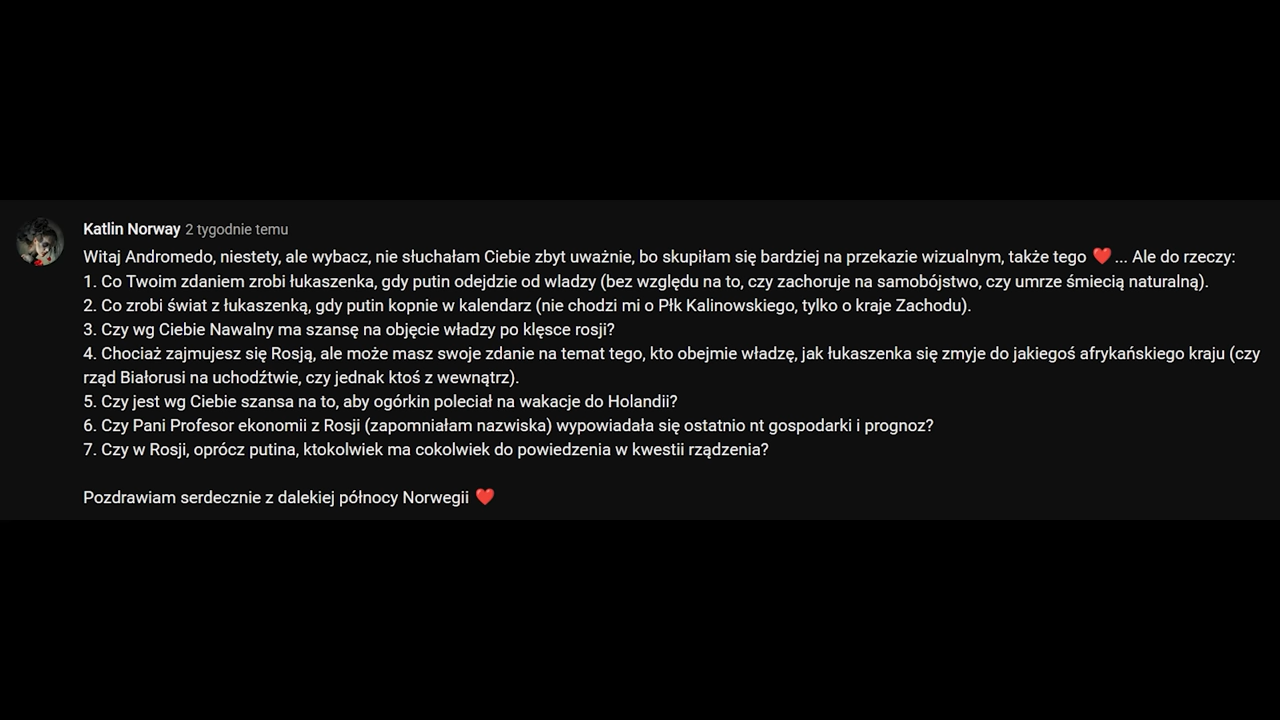 Katlin Norway 2 tygodnie temu
Witaj Andromedo, niestety, ale wybacz, nie słuchałam Ciebie zbyt uważnie, bo skupiłam się bardziej na przekazie wizualnym, także tego ❤️... Ale do rzeczy:
1. Co Twoim zdaniem zrobi łukaszenka, gdy putin odejdzie od wladzy (bez względu na to, czy zachoruje na samobójstwo, czy umrze śmiecią naturalną).
2. Co zrobi świat z łukaszenką, gdy putin kopnie w kalendarz (nie chodzi mi o Płk Kalinowskiego, tylko o kraje Zachodu).
3. Czy wg Ciebie Nawalny ma szansę na objęcie władzy po klęsce rosji?
4. Chociaż zajmujesz się Rosją, ale może masz swoje zdanie na temat tego, kto obejmie władzę, jak łukaszenka się zmyje do jakiegoś afrykańskiego kraju (czy
rząd Białorusi na uchodźtwie, czy jednak ktoś z wewnątrz).
5. Czy jest wg Ciebie szansa na to, aby ogórkin poleciał na wakacje do Holandii?
6. Czy Pani Profesor ekonomii z Rosji (zapomniałam nazwiska) wypowiadała się ostatnio nt gospodarki i prognoz?
7. Czy w Rosji, oprócz putina, ktokolwiek ma cokolwiek do powiedzenia w kwestii rządzenia?
Pozdrawiam serdecznie z dalekiej północy Norwegii ❤️